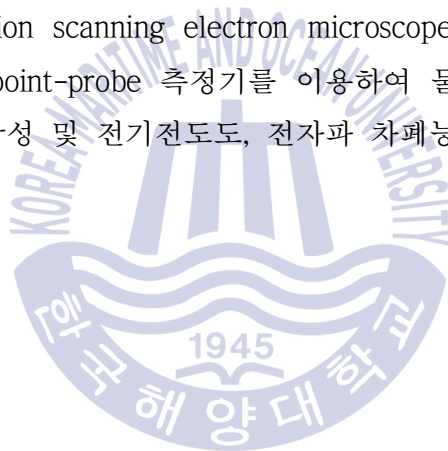 ion scanning electron microscope
point-probe 측정기를 이용하여 물
성 및 전기전도도, 전자파 차폐능
KOREA MARITIME AND OCEAN UNIVERSITY
1945
한국해양대학교